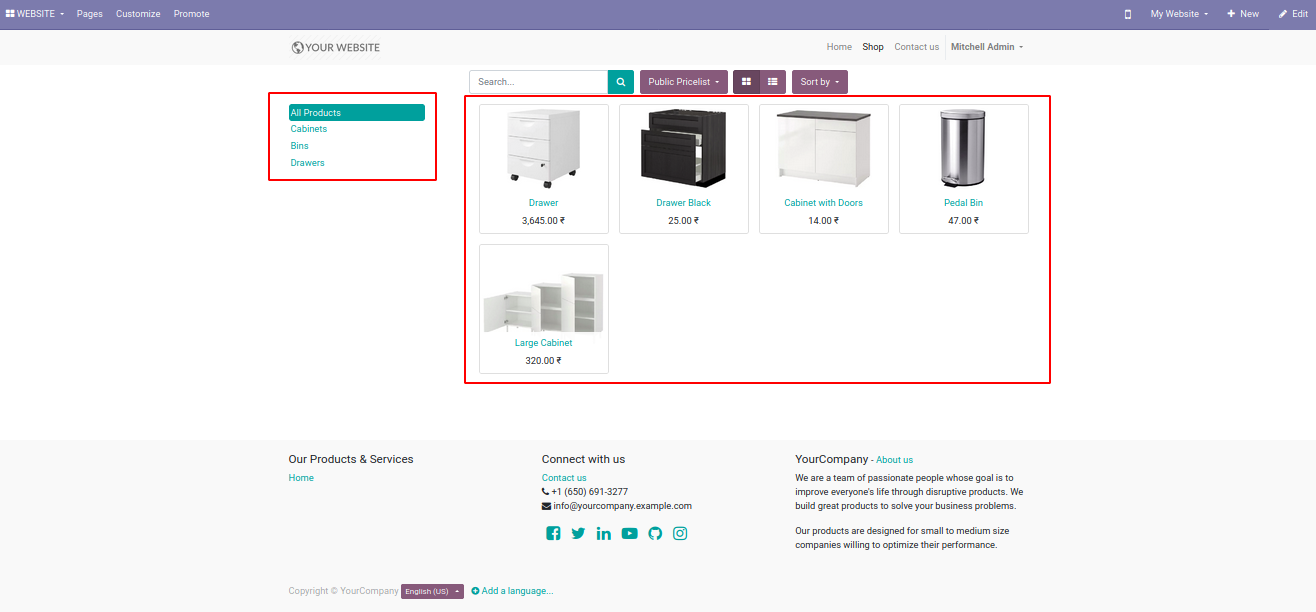 WEBSITE Pages Customize Promote My Website New Edit
YOUR WEBSITE Home Shop Contact us Mitchell Admin
Search... Public Pricelist Sort by
All Products
Cabinets
Bins
Drawers
Drawer Drawer Black Cabinet with Doors Pedal Bin
3,645.00 ₹ 25.00 ₹ 14.00 ₹ 47.00 ₹
Large Cabinet
320.00 ₹
Our Products & Services
Home
Connect with us
Contact us
+1 (650) 691-3277
info@yourcompany.example.com
YourCompany - About us
We are a team of passionate people whose goal is to
improve everyone's life through disruptive products. We
build great products to solve your business problems.
Our products are designed for small to medium size
companies willing to optimize their performance.
Copyright © YourCompany English (US) Add a language...